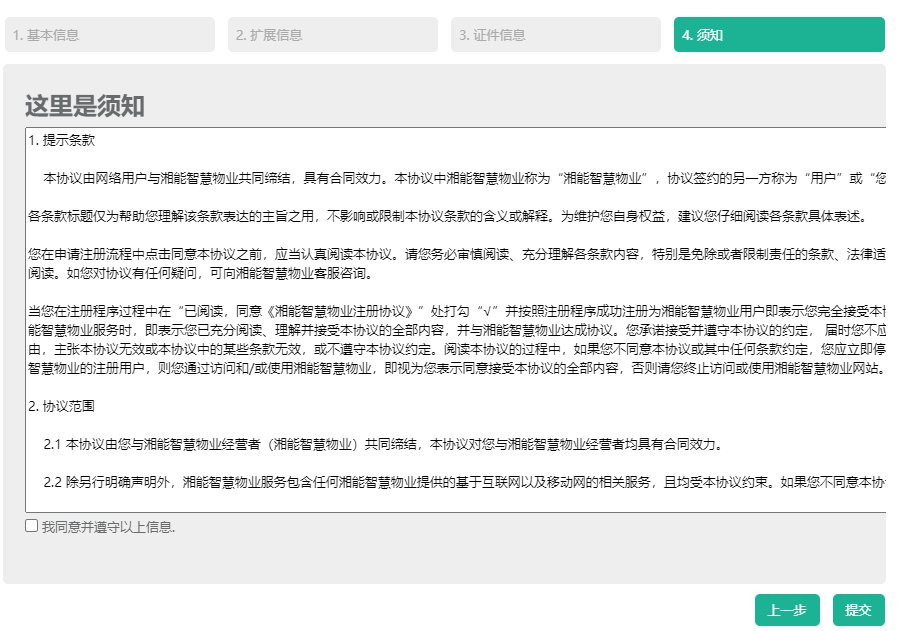 1. 基本信息
2. 扩展信息
3. 证件信息
4. 须知
这里是须知
1. 提示条款
本协议由网络用户与湘能智慧物业共同缔结，具有合同效力。本协议中湘能智慧物业称为“湘能智慧物业”，协议签约的另一方称为“用户”或“您
各条款标题仅为帮助您理解该条款表达的主旨之用，不影响或限制本协议条款的含义或解释。为维护您自身权益，建议您仔细阅读各条款具体表述。
您在申请注册流程中点击同意本协议之前，应当认真阅读本协议。请您务必审慎阅读、充分理解各条款内容，特别是免除或者限制责任的条款、法律适
阅读。如您对协议有任何疑问，可向湘能智慧物业客服咨询。
当您在注册程序过程中在“已阅读，同意《湘能智慧物业注册协议》”处打勾“√”并按照注册程序成功注册为湘能智慧物业用户即表示您完全接受本
能智慧物业服务时，即表示您已充分阅读、理解并接受本协议的全部内容，并与湘能智慧物业达成协议。您承诺接受并遵守本协议的约定， 届时您不应
由，主张本协议无效或本协议中的某些条款无效，或不遵守本协议约定。阅读本协议的过程中，如果您不同意本协议或其中任何条款约定，您应立即停
智慧物业的注册用户，则您通过访问和/或使用湘能智慧物业，即视为您表示同意接受本协议的全部内容，否则请您终止访问或使用湘能智慧物业网站。
2. 协议范围
2.1 本协议由您与湘能智慧物业经营者（湘能智慧物业）共同缔结，本协议对您与湘能智慧物业经营者均具有合同效力。
2.2 除另行明确声明外，湘能智慧物业服务包含任何湘能智慧物业提供的基于互联网以及移动网的相关服务，且均受本协议约束。如果您不同意本协
我同意并遵守以上信息.
上一步
提交